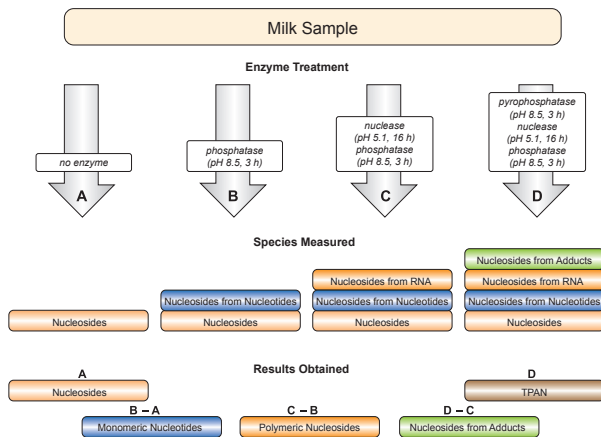 Milk Sample
Enzyme Treatment
no enzyme
A
phosphatase
(pH 8.5, 3 h)
B
nuclease
(pH 5.1, 16 h)
phosphatase
(pH 8.5, 3 h)
C
pyrophosphatase
(pH 8.5, 3 h)
nuclease
(pH 5.1, 16 h)
phosphatase
(pH 8.5, 3 h)
D
Species Measured
Nucleosides from Adducts
Nucleosides from RNA Nucleosides from RNA
Nucleosides from Nucleotides Nucleosides from Nucleotides Nucleosides from Nucleotides
Nucleosides Nucleosides Nucleosides Nucleosides
Results Obtained
A D
Nucleosides TPAN
B – A C – B D – C
Monomeric Nucleotides Polymeric Nucleosides Nucleosides from Adducts